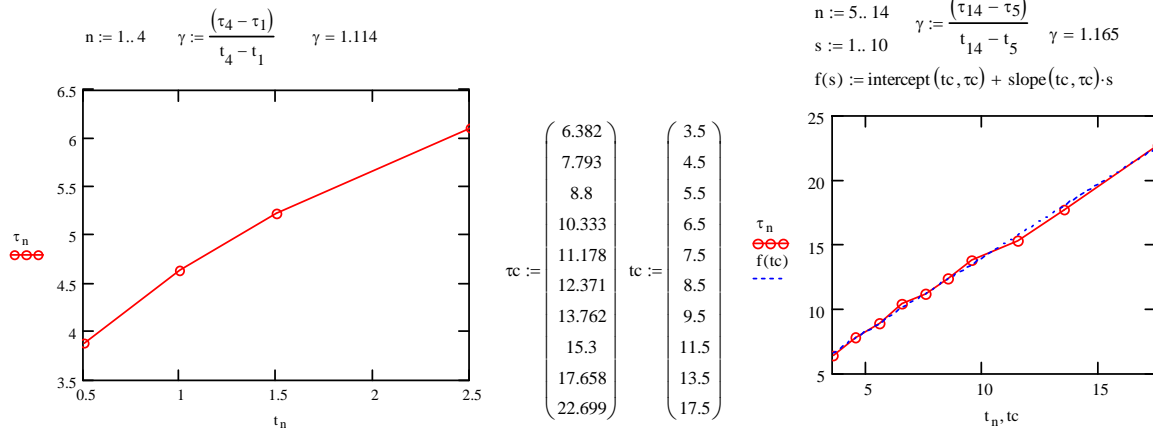 n := 1.. 4 γ := (τ4 − τ1) / (t4 − t1) γ = 1.114
6.5
6
5.5
5
4.5
4
3.5
τn
0.5 1 1.5 2 2.5
tn
τc :=
6.382
7.793
8.8
10.333
11.178
12.371
13.762
15.3
17.658
22.699
tc :=
3.5
4.5
5.5
6.5
7.5
8.5
9.5
11.5
13.5
17.5
n := 5.. 14 γ := (τ14 − τ5) / (t14 − t5) γ = 1.165
s := 1.. 10
f(s) := intercept(tc, τc) + slope(tc, τc)·s
25
20
15
10
5
τn
f(tc)
5 10 15
tn, tc